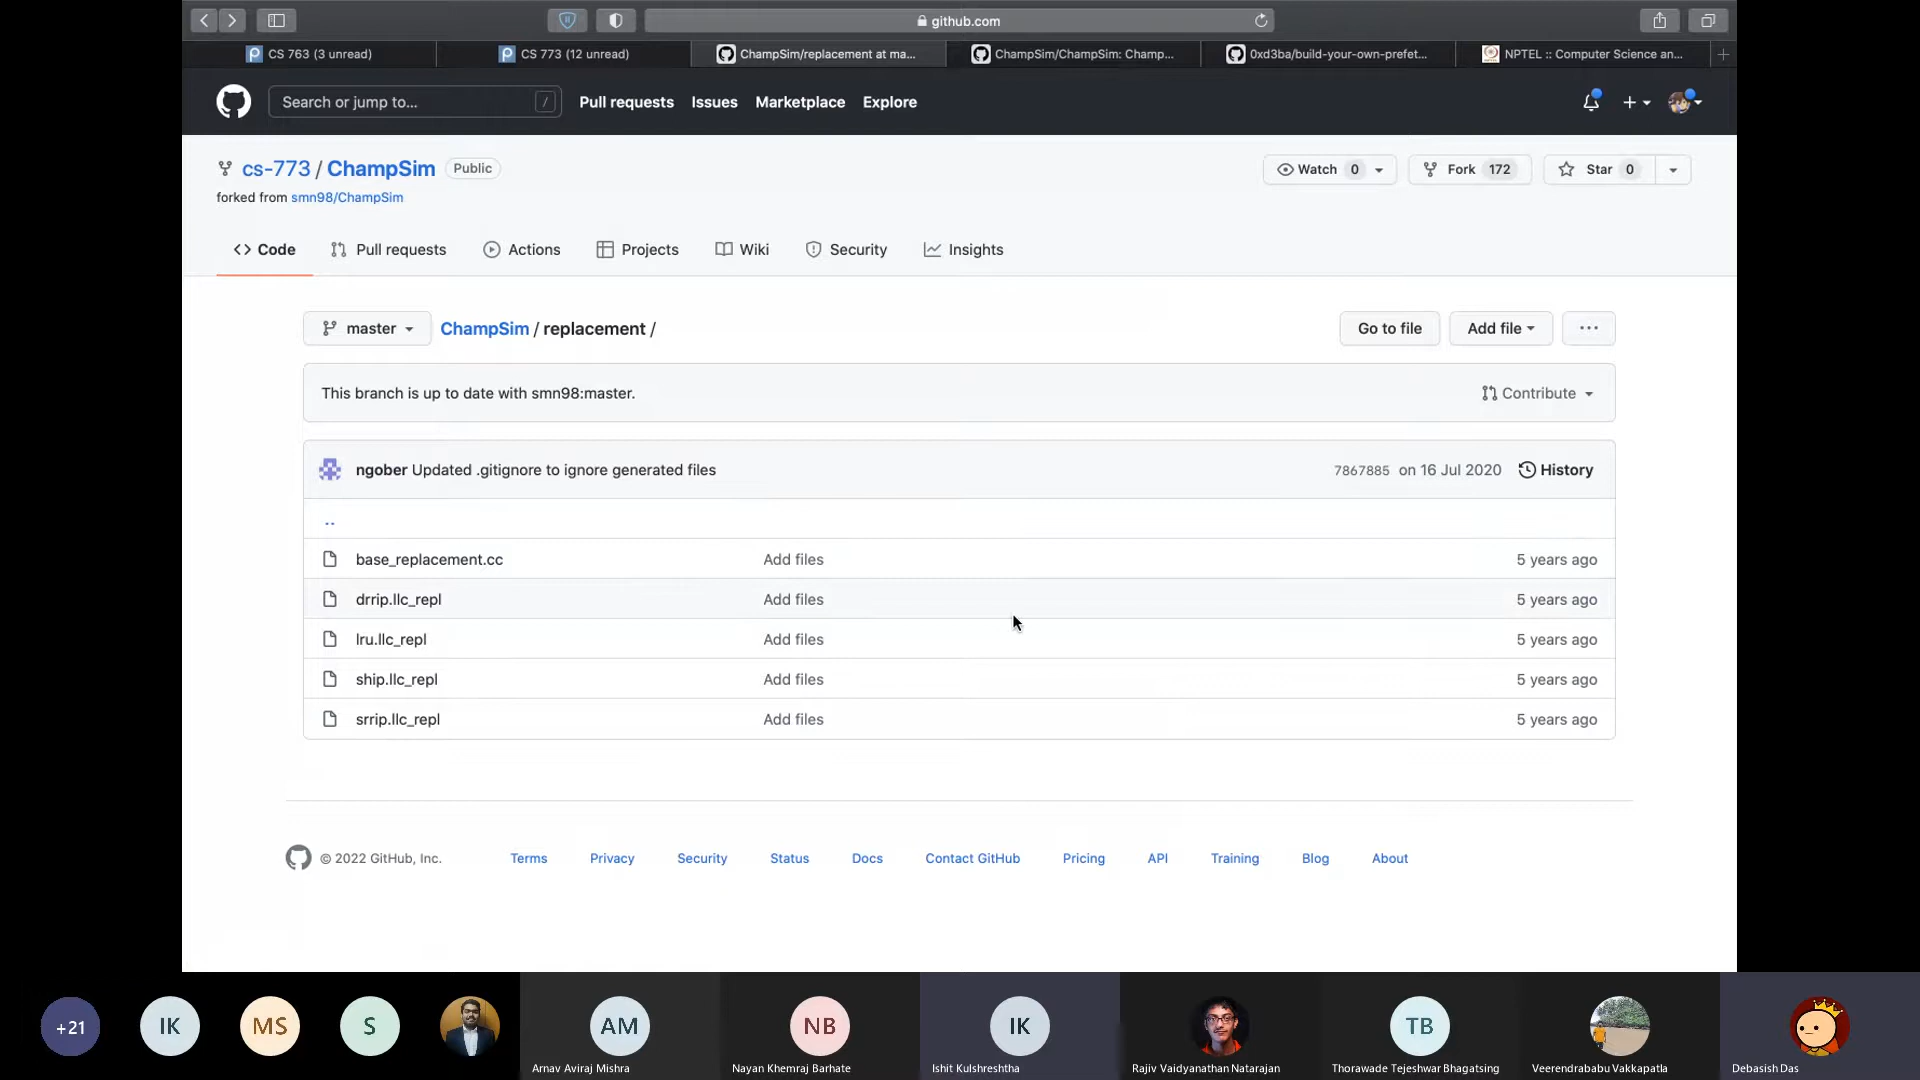 github.com
CS 763 (3 unread)
CS 773 (12 unread)
ChampSim/replacement at ma...
ChampSim/ChampSim: Champ...
0xd3ba/build-your-own-prefet...
NPTEL :: Computer Science an...
Search or jump to...
/
Pull requests
Issues
Marketplace
Explore
cs-773 / ChampSim
Public
Watch 0
Fork 172
Star 0
forked from smn98/ChampSim
Code
Pull requests
Actions
Projects
Wiki
Security
Insights
master
ChampSim / replacement /
Go to file
Add file
This branch is up to date with smn98:master.
Contribute
ngober Updated .gitignore to ignore generated files
7867885 on 16 Jul 2020
History
..
base_replacement.cc Add files 5 years ago
drrip.llc_repl Add files 5 years ago
lru.llc_repl Add files 5 years ago
ship.llc_repl Add files 5 years ago
srrip.llc_repl Add files 5 years ago
© 2022 GitHub, Inc.
Terms
Privacy
Security
Status
Docs
Contact GitHub
Pricing
API
Training
Blog
About
+21
IK
MS
S
AM
NB
IK
TB
Arnav Aviraj Mishra
Nayan Khemraj Barhate
Ishit Kulshreshtha
Rajiv Vaidyanathan Natarajan
Thorawade Tejeshwar Bhagatsing
Veerendrababu Vakkapatla
Debasish Das